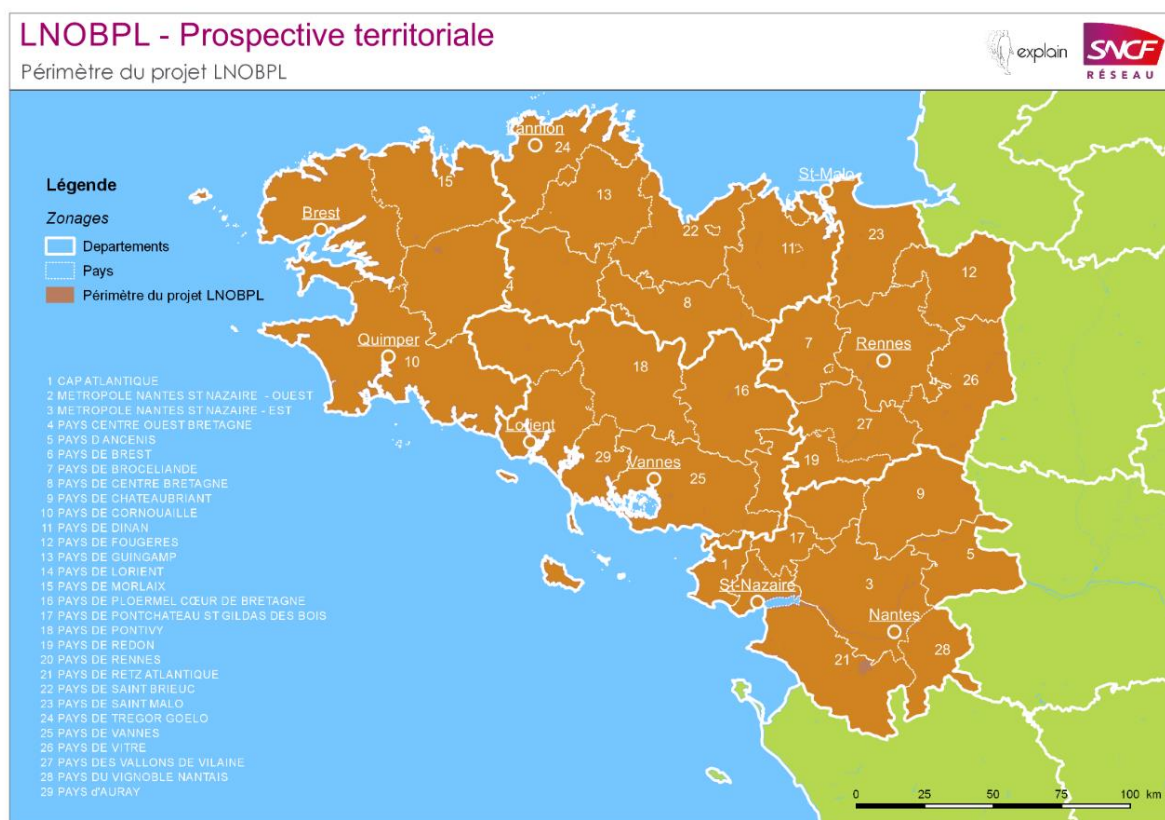 LNOBPL - Prospective territoriale
Périmètre du projet LNOBPL
explain
SNCF
RÉSEAU
Légende
Zonages
Departements
Pays
Périmètre du projet LNOBPL
1 CAP ATLANTIQUE
2 METROPOLE NANTES ST NAZAIRE - OUEST
3 METROPOLE NANTES ST NAZAIRE - EST
4 PAYS CENTRE OUEST BRETAGNE
5 PAYS D ANCENIS
6 PAYS DE BREST
7 PAYS DE BROCELIANDE
8 PAYS DE CENTRE BRETAGNE
9 PAYS DE CHATEAUBRIANT
10 PAYS DE CORNOUAILLE
11 PAYS DE DINAN
12 PAYS DE FOUGERES
13 PAYS DE GUINGAMP
14 PAYS DE LORIENT
15 PAYS DE MORLAIX
16 PAYS DE PLOERMEL CŒUR DE BRETAGNE
17 PAYS DE PONTCHATEAU ST GILDAS DES BOIS
18 PAYS DE PONTIVY
19 PAYS DE REDON
20 PAYS DE RENNES
21 PAYS DE RETZ ATLANTIQUE
22 PAYS DE SAINT BRIEUC
23 PAYS DE SAINT MALO
24 PAYS DE TREGOR GOELO
25 PAYS DE VANNES
26 PAYS DE VITRE
27 PAYS DES VALLONS DE VILAINE
28 PAYS DU VIGNOBLE NANTAIS
29 PAYS d'AURAY
Lannion
24
15
13
St-Malo
Brest
22
11
23
12
4
8
7
Rennes
Quimper
10
18
16
26
27
Lorient
29
Vannes
25
19
9
17
1
5
St-Nazaire
3
Nantes
21
28
0 25 50 75 100 km